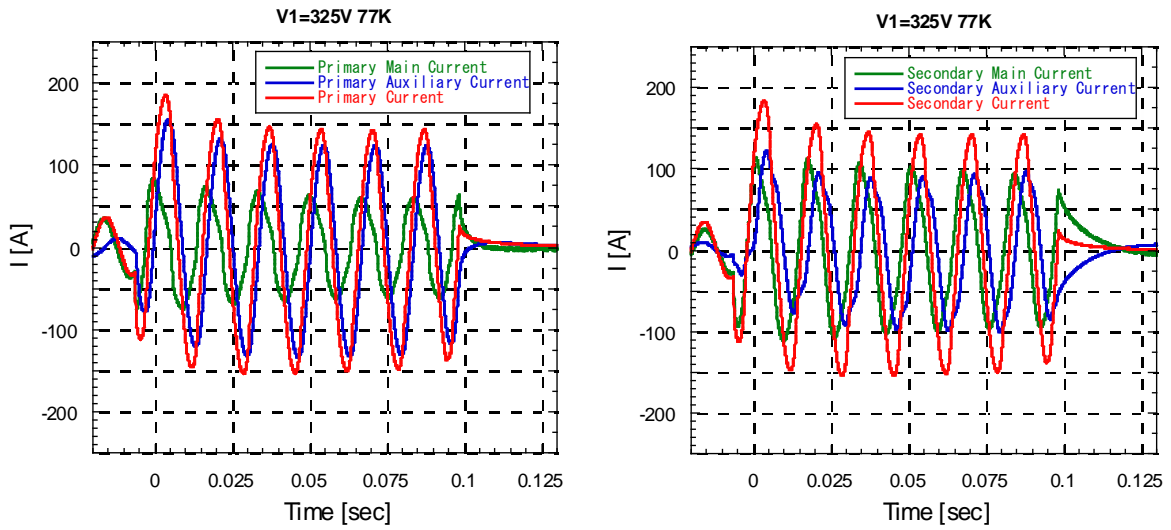 V1=325V 77K
Primary Main Current
Primary Auxiliary Current
Primary Current
I [A]
200
100
0
-100
-200
0
0.025
0.05
0.075
0.1
0.125
Time [sec]
V1=325V 77K
Secondary Main Current
Secondary Auxiliary Current
Secondary Current
I [A]
200
100
0
-100
-200
0
0.025
0.05
0.075
0.1
0.125
Time [sec]